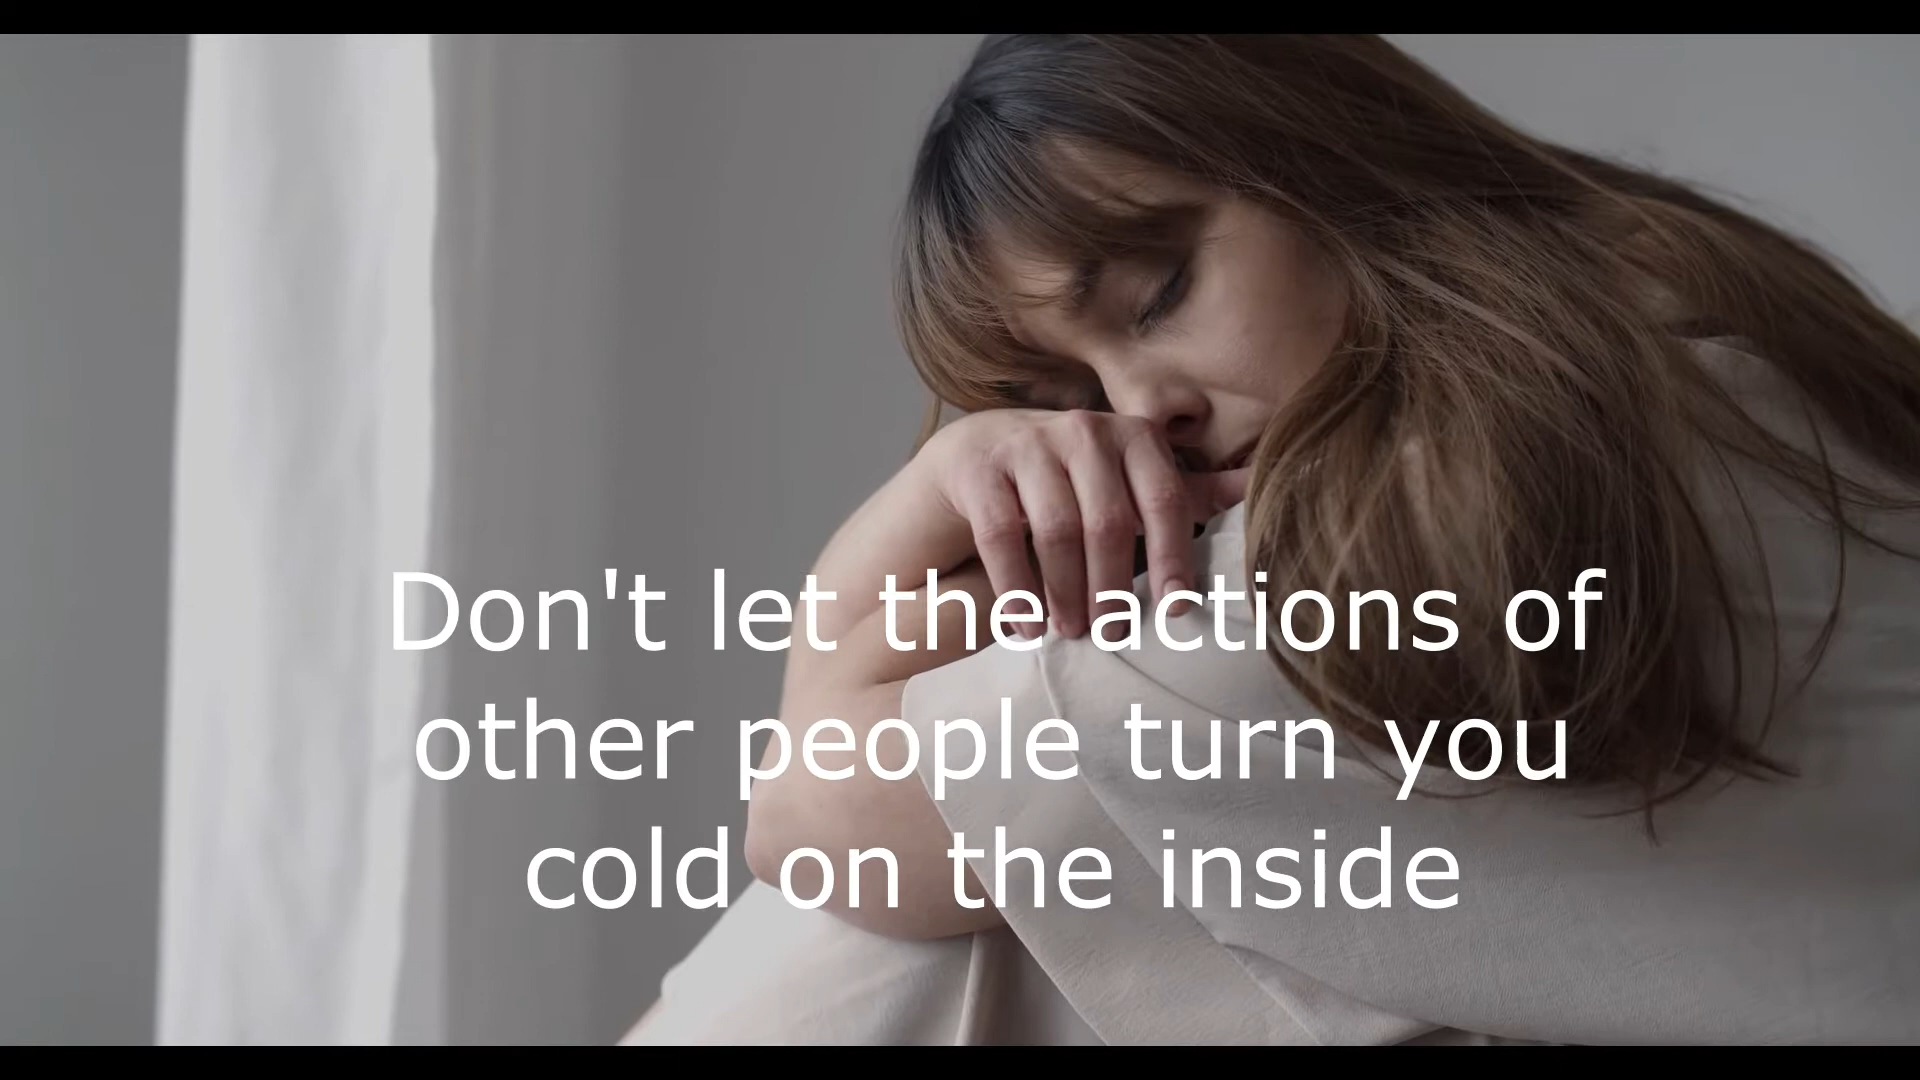 Don't let the actions of
other people turn you
cold on the inside